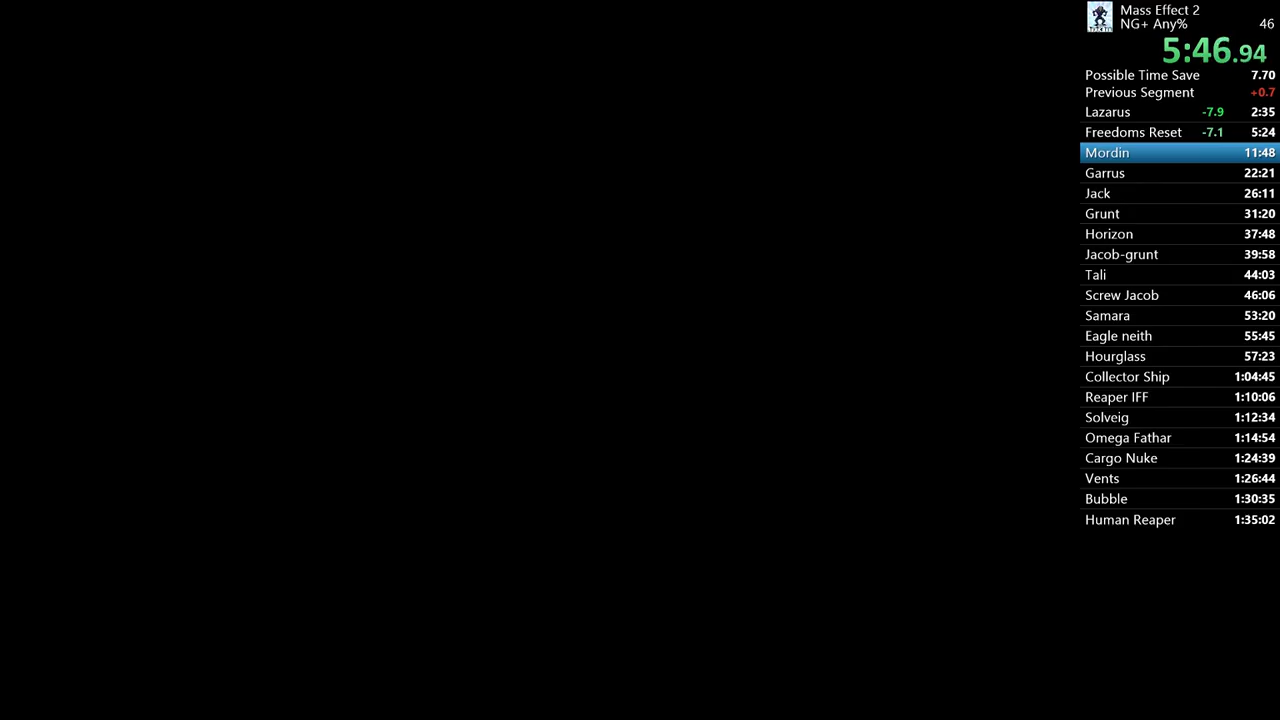 Mass Effect 2
NG+ Any% 46
5:46.94
Possible Time Save 7.70
Previous Segment +0.7
Lazarus -7.9 2:35
Freedoms Reset -7.1 5:24
Mordin 11:48
Garrus 22:21
Jack 26:11
Grunt 31:20
Horizon 37:48
Jacob-grunt 39:58
Tali 44:03
Screw Jacob 46:06
Samara 53:20
Eagle neith 55:45
Hourglass 57:23
Collector Ship 1:04:45
Reaper IFF 1:10:06
Solveig 1:12:34
Omega Fathar 1:14:54
Cargo Nuke 1:24:39
Vents 1:26:44
Bubble 1:30:35
Human Reaper 1:35:02